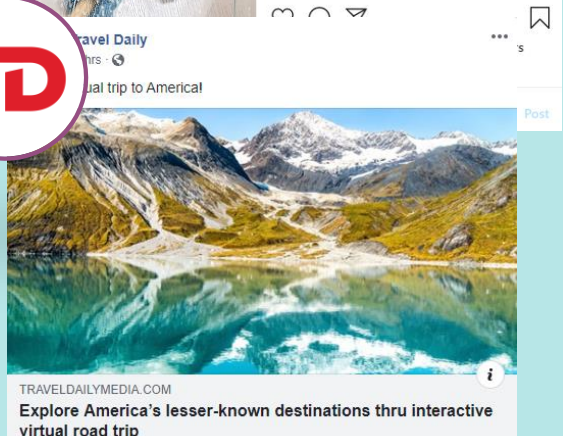 ravel Daily
hrs
ual trip to America!
's
Post
TD
i
TRAVELDAILYMEDIA.COM
Explore America's lesser-known destinations thru interactive
virtual road trip